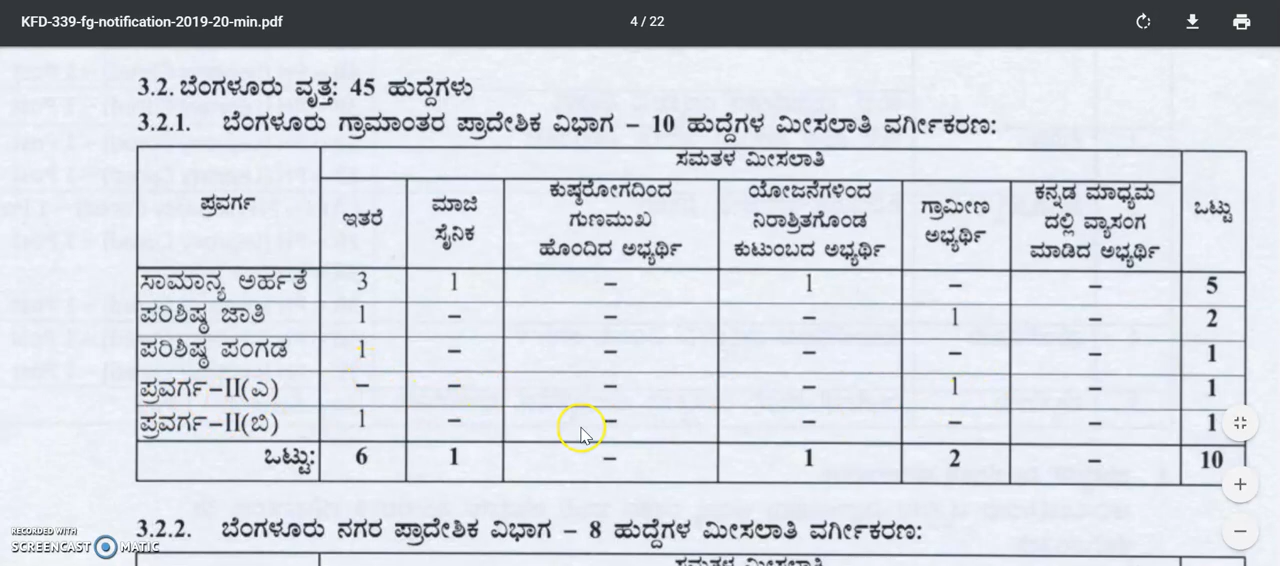 KFD-339-fg-notification-2019-20-min.pdf 4 / 22
3.2. ಬೆಂಗಳೂರು ವೃತ್ತ: 45 ಹುದ್ದೆಗಳು
3.2.1. ಬೆಂಗಳೂರು ಗ್ರಾಮಾಂತರ ಪ್ರಾದೇಶಿಕ ವಿಭಾಗ – 10 ಹುದ್ದೆಗಳ ಮೀಸಲಾತಿ ವರ್ಗೀಕರಣ:
ಸಮತಳ ಮೀಸಲಾತಿ
ಪ್ರವರ್ಗ
ಇತರೆ
ಮಾಜಿ
ಸೈನಿಕ
ಕುಷ್ಠರೋಗದಿಂದ
ಗುಣಮುಖ
ಹೊಂದಿದ ಅಭ್ಯರ್ಥಿ
ಯೋಜನೆಗಳಿಂದ
ನಿರಾಶ್ರಿತಗೊಂಡ
ಕುಟುಂಬದ ಅಭ್ಯರ್ಥಿ
ಗ್ರಾಮೀಣ
ಅಭ್ಯರ್ಥಿ
ಕನ್ನಡ ಮಾಧ್ಯಮ
ದಲ್ಲಿ ವ್ಯಾಸಂಗ
ಮಾಡಿದ ಅಭ್ಯರ್ಥಿ
ಒಟ್ಟು
ಸಾಮಾನ್ಯ ಅರ್ಹತೆ 3 1 – 1 – – 5
ಪರಿಶಿಷ್ಠ ಜಾತಿ 1 – – – 1 – 2
ಪರಿಶಿಷ್ಠ ಪಂಗಡ 1 – – – – – 1
ಪ್ರವರ್ಗ–II(ಎ) – – – 1 – 1
ಪ್ರವರ್ಗ–II(ಬಿ) 1 – – – – – 1
ಒಟ್ಟು: 6 1 – 1 2 – 10
3.2.2. ಬೆಂಗಳೂರು ನಗರ ಪ್ರಾದೇಶಿಕ ವಿಭಾಗ – 8 ಹುದ್ದೆಗಳ ಮೀಸಲಾತಿ ವರ್ಗೀಕರಣ:
ಸಮತಳ ಮೀಸಲಾತಿ
RECORDED WITH
SCREENCAST MATIC